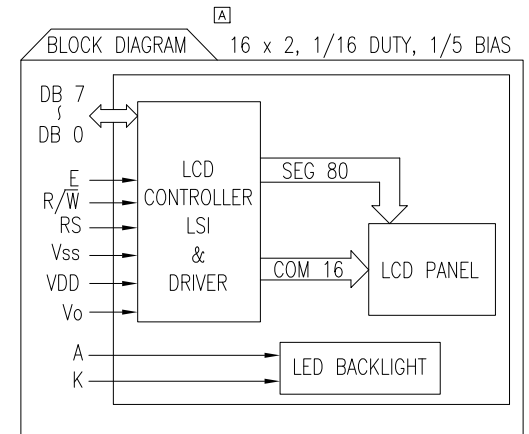 A
BLOCK DIAGRAM 16 x 2, 1/16 DUTY, 1/5 BIAS
DB 7
~
DB 0
E
R/W̅
RS
Vss
VDD
Vo
LCD
CONTROLLER
LSI
&
DRIVER
SEG 80
COM 16
LCD PANEL
A
K
LED BACKLIGHT